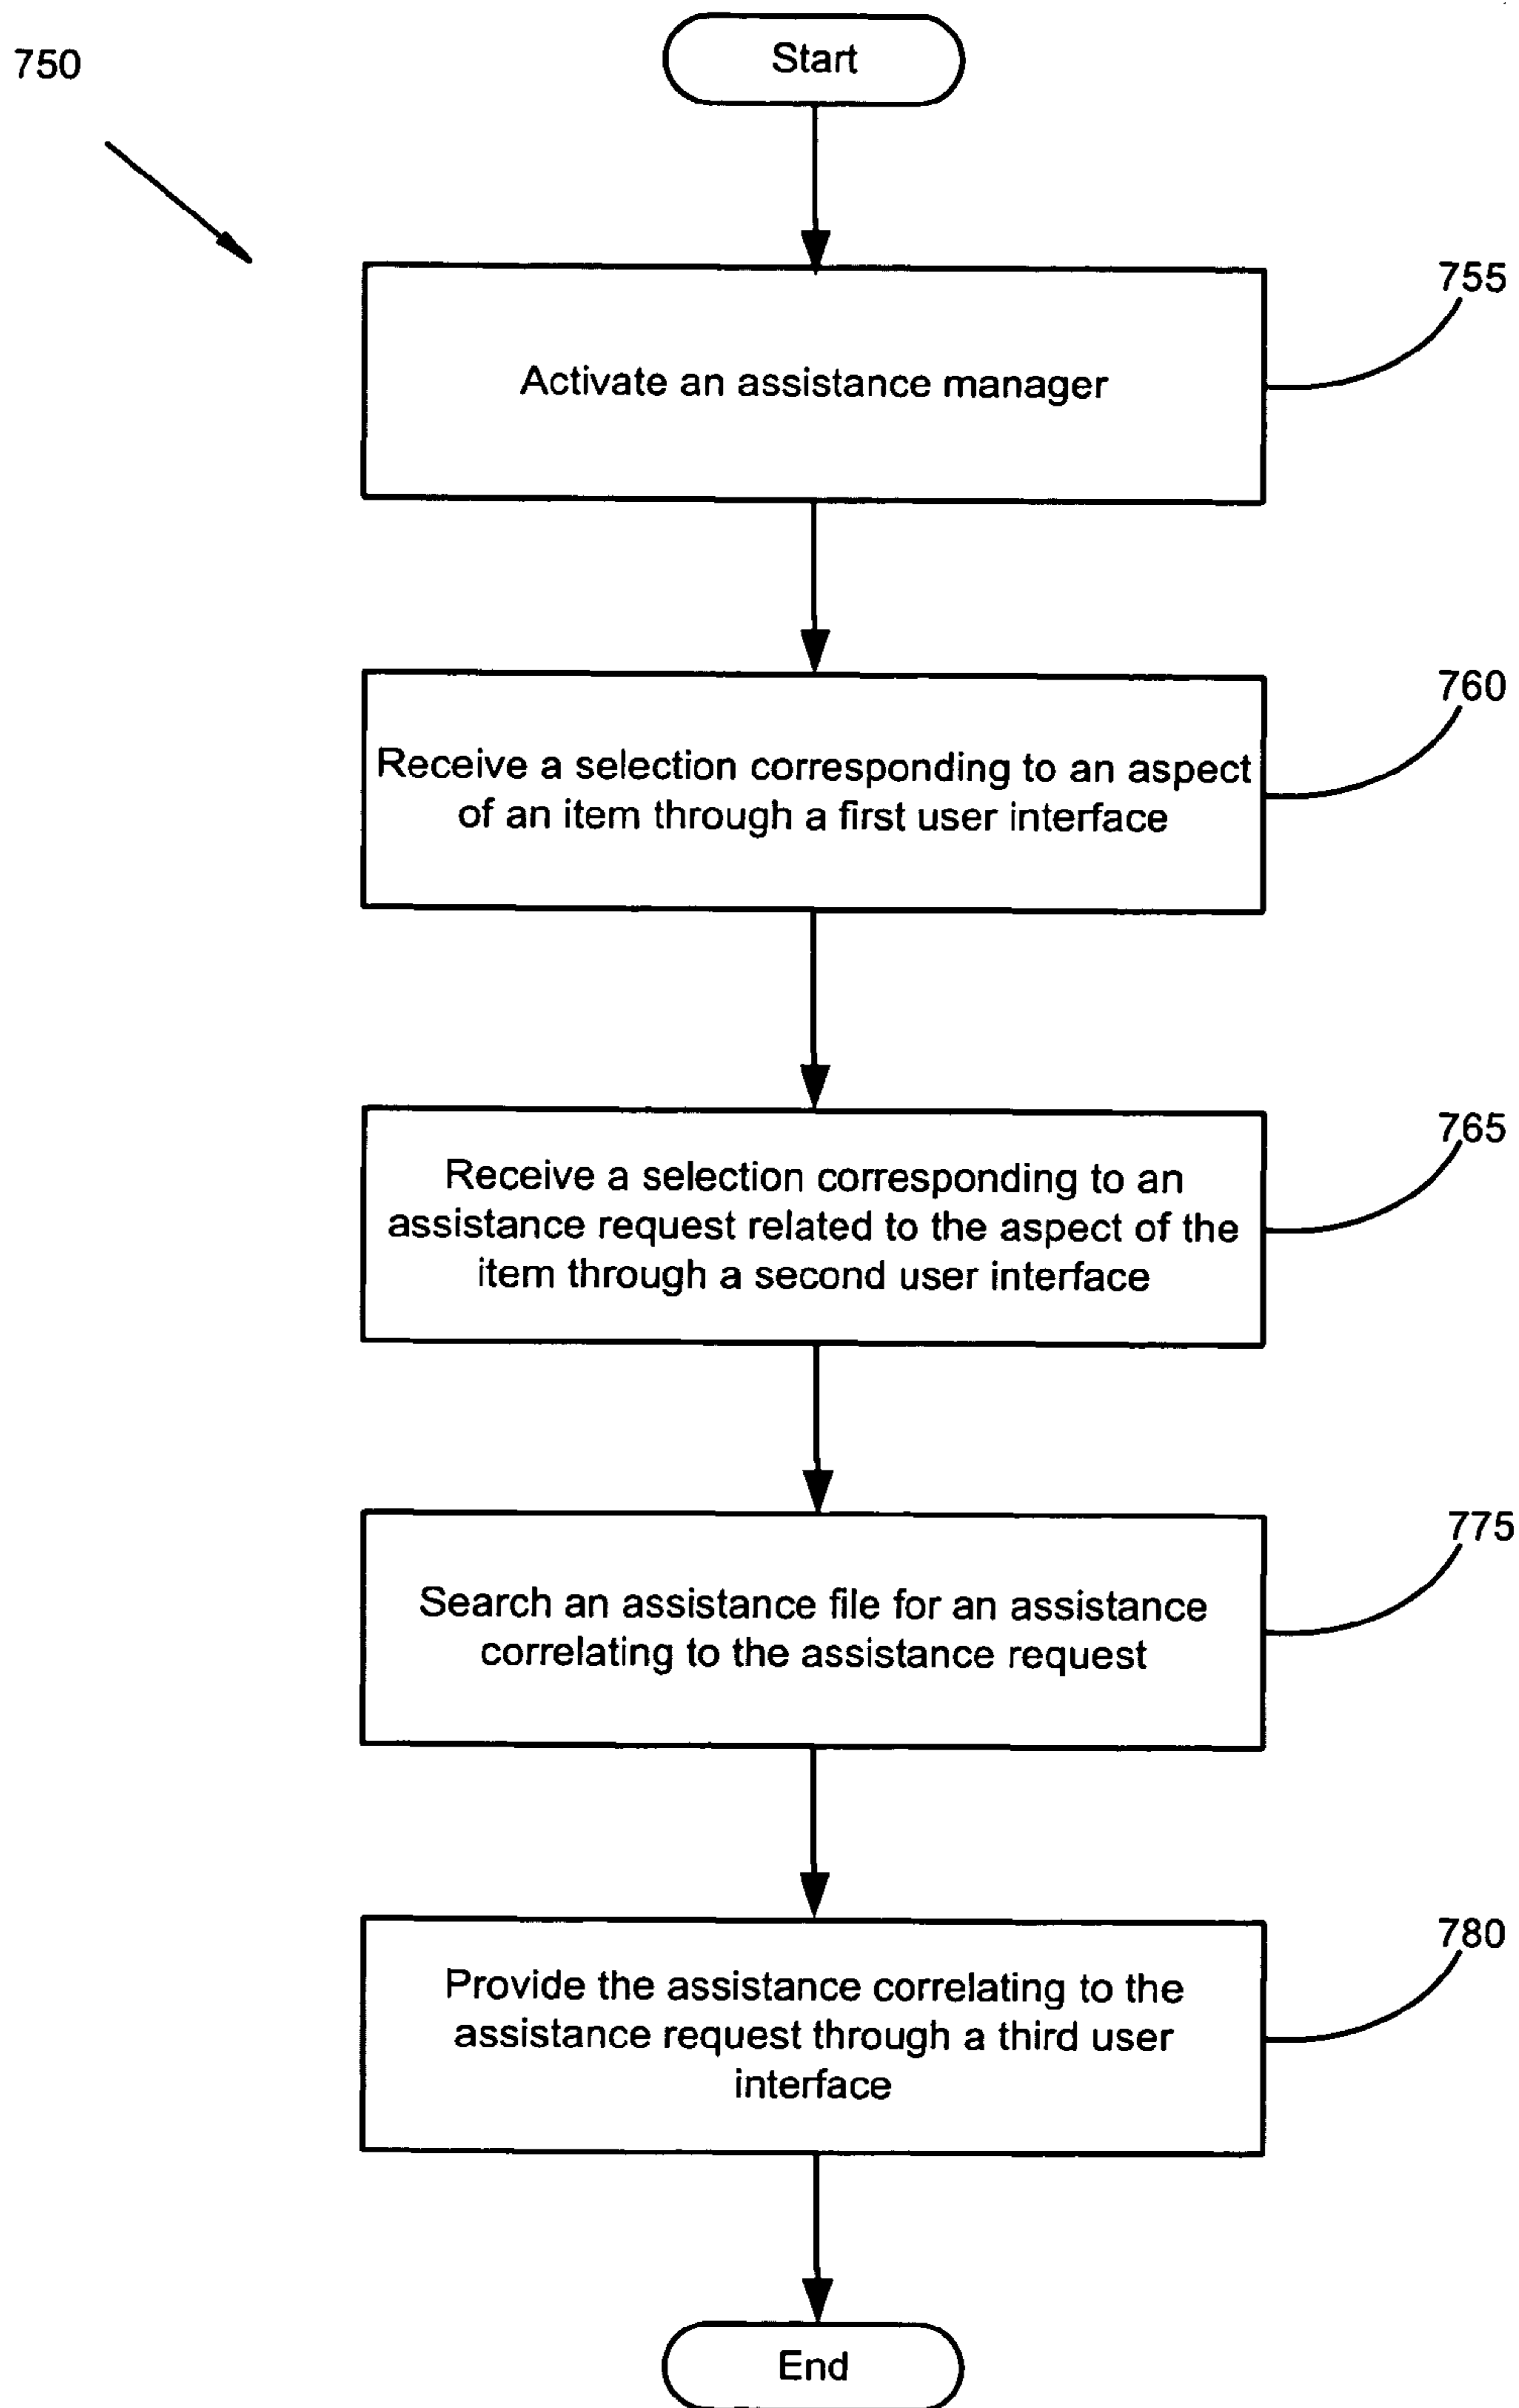 750
Start
755
Activate an assistance manager
760
Receive a selection corresponding to an aspect
of an item through a first user interface
765
Receive a selection corresponding to an
assistance request related to the aspect of the
item through a second user interface
775
Search an assistance file for an assistance
correlating to the assistance request
780
Provide the assistance correlating to the
assistance request through a third user
interface
End